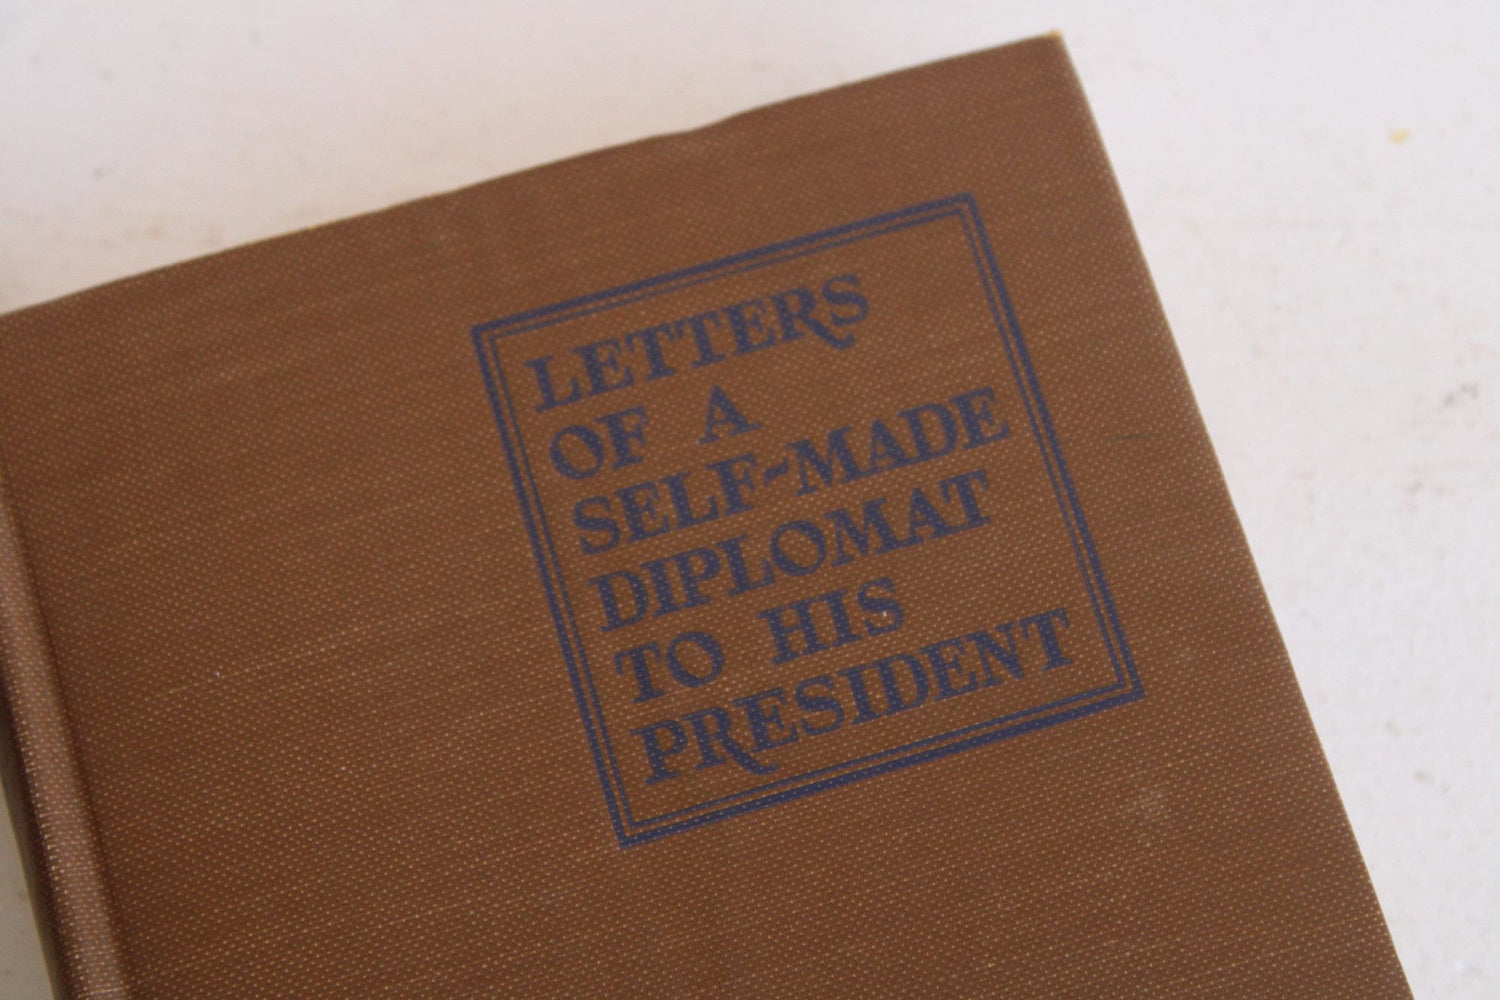 LETTERS
OF A
SELF-MADE
DIPLOMAT
TO HIS
PRESIDENT